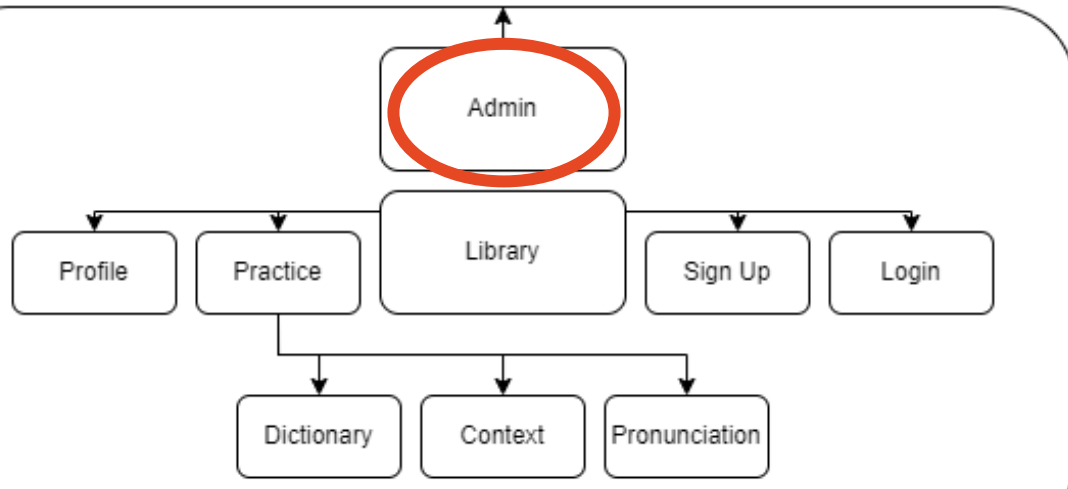 Admin
Library
Profile
Practice
Sign Up
Login
Dictionary
Context
Pronunciation